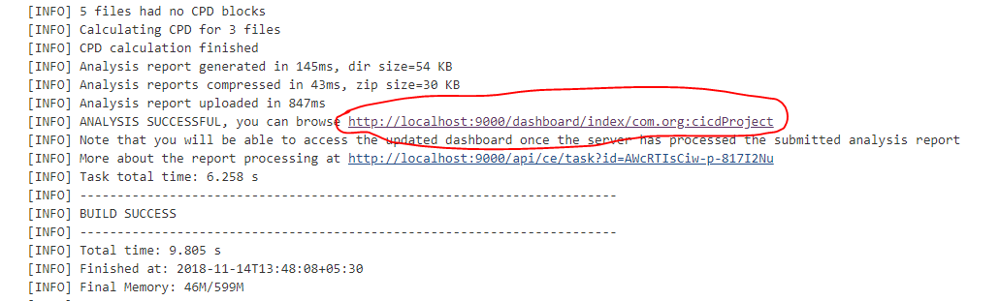 [INFO] 5 files had no CPD blocks
[INFO] Calculating CPD for 3 files
[INFO] CPD calculation finished
[INFO] Analysis report generated in 145ms, dir size=54 KB
[INFO] Analysis reports compressed in 43ms, zip size=30 KB
[INFO] Analysis report uploaded in 847ms
[INFO] ANALYSIS SUCCESSFUL, you can browse http://localhost:9000/dashboard/index/com.org:cicdProject
[INFO] Note that you will be able to access the updated dashboard once the server has processed the submitted analysis report
[INFO] More about the report processing at http://localhost:9000/api/ce/task?id=AWcRTIsCiw-p-817I2Nu
[INFO] Task total time: 6.258 s
[INFO] ------------------------------------------------------------------------
[INFO] BUILD SUCCESS
[INFO] ------------------------------------------------------------------------
[INFO] Total time: 9.805 s
[INFO] Finished at: 2018-11-14T13:48:08+05:30
[INFO] Final Memory: 46M/599M